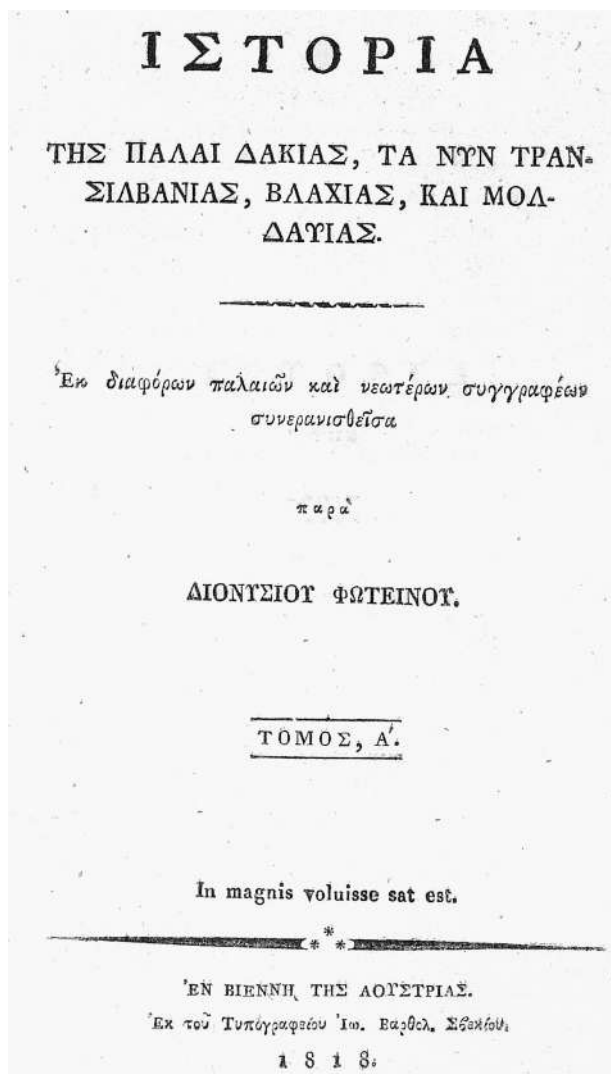 ΙΣΤΟΡΙΑ
ΤΗΣ ΠΑΛΑΙ ΔΑΚΙΑΣ, ΤΑ ΝΥΝ ΤΡΑΝ-
ΣΙΛΒΑΝΙΑΣ, ΒΛΑΧΙΑΣ, ΚΑΙ ΜΟΛ-
ΔΑΥΙΑΣ.
Ἐκ διαφόρων παλαιῶν καὶ νεωτέρων συγγραφέων
συνερανισθεῖσα
παρὰ
ΔΙΟΝΥΣΙΟΥ ΦΩΤΕΙΝΟΥ.
ΤΟΜΟΣ, Α'.
In magnis voluisse sat est.
ἘΝ ΒΙΕΝΝῌ ΤΗΣ ΑΟΥΣΤΡΙΑΣ.
Ἐκ τοῦ Τυπογραφείου Ἰω. Βαρθολ. Σβεκίου.
1818.